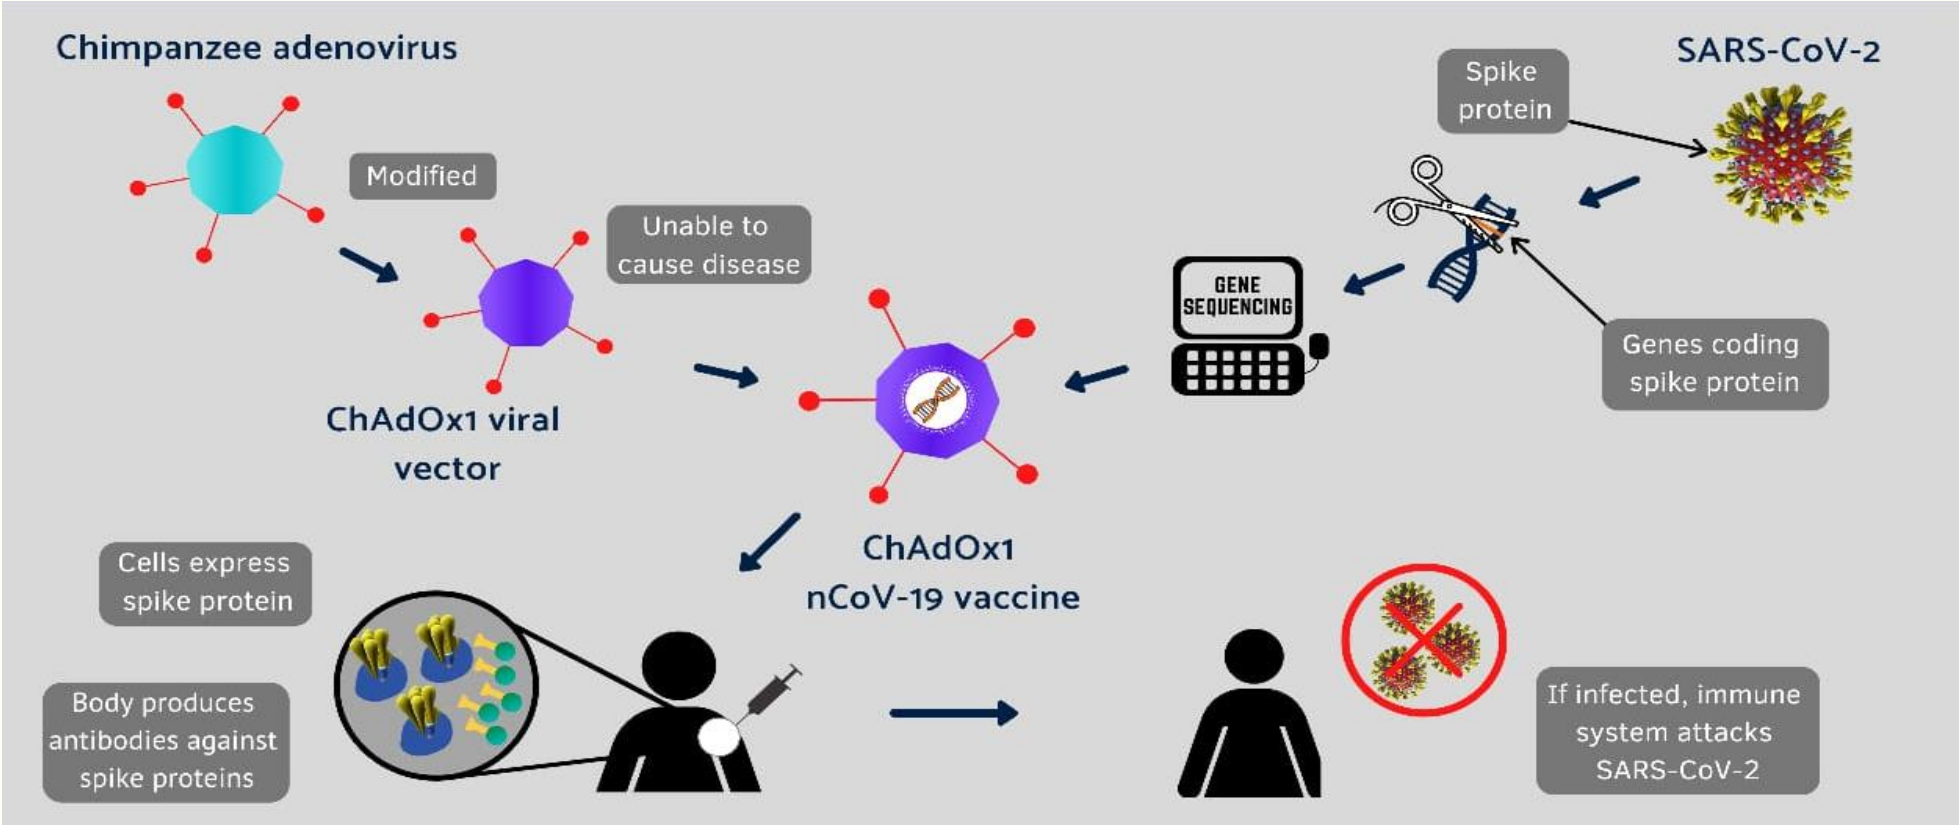 Chimpanzee adenovirus
SARS-CoV-2
Spike
protein
Modified
Unable to
cause disease
GENE
SEQUENCING
Genes coding
spike protein
ChAdOx1 viral
vector
ChAdOx1
nCoV-19 vaccine
Cells express
spike protein
Body produces
antibodies against
spike proteins
If infected, immune
system attacks
SARS-CoV-2